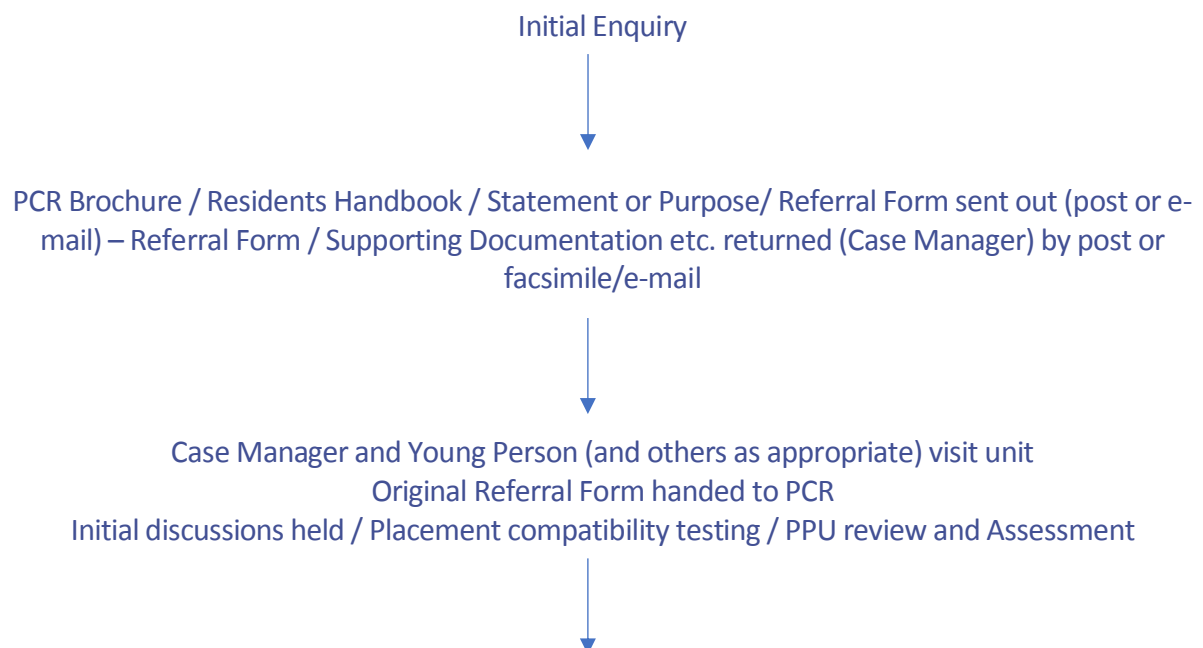 Initial Enquiry
PCR Brochure / Residents Handbook / Statement or Purpose/ Referral Form sent out (post or e-
mail) – Referral Form / Supporting Documentation etc. returned (Case Manager) by post or
facsimile/e-mail
Case Manager and Young Person (and others as appropriate) visit unit
Original Referral Form handed to PCR
Initial discussions held / Placement compatibility testing / PPU review and Assessment